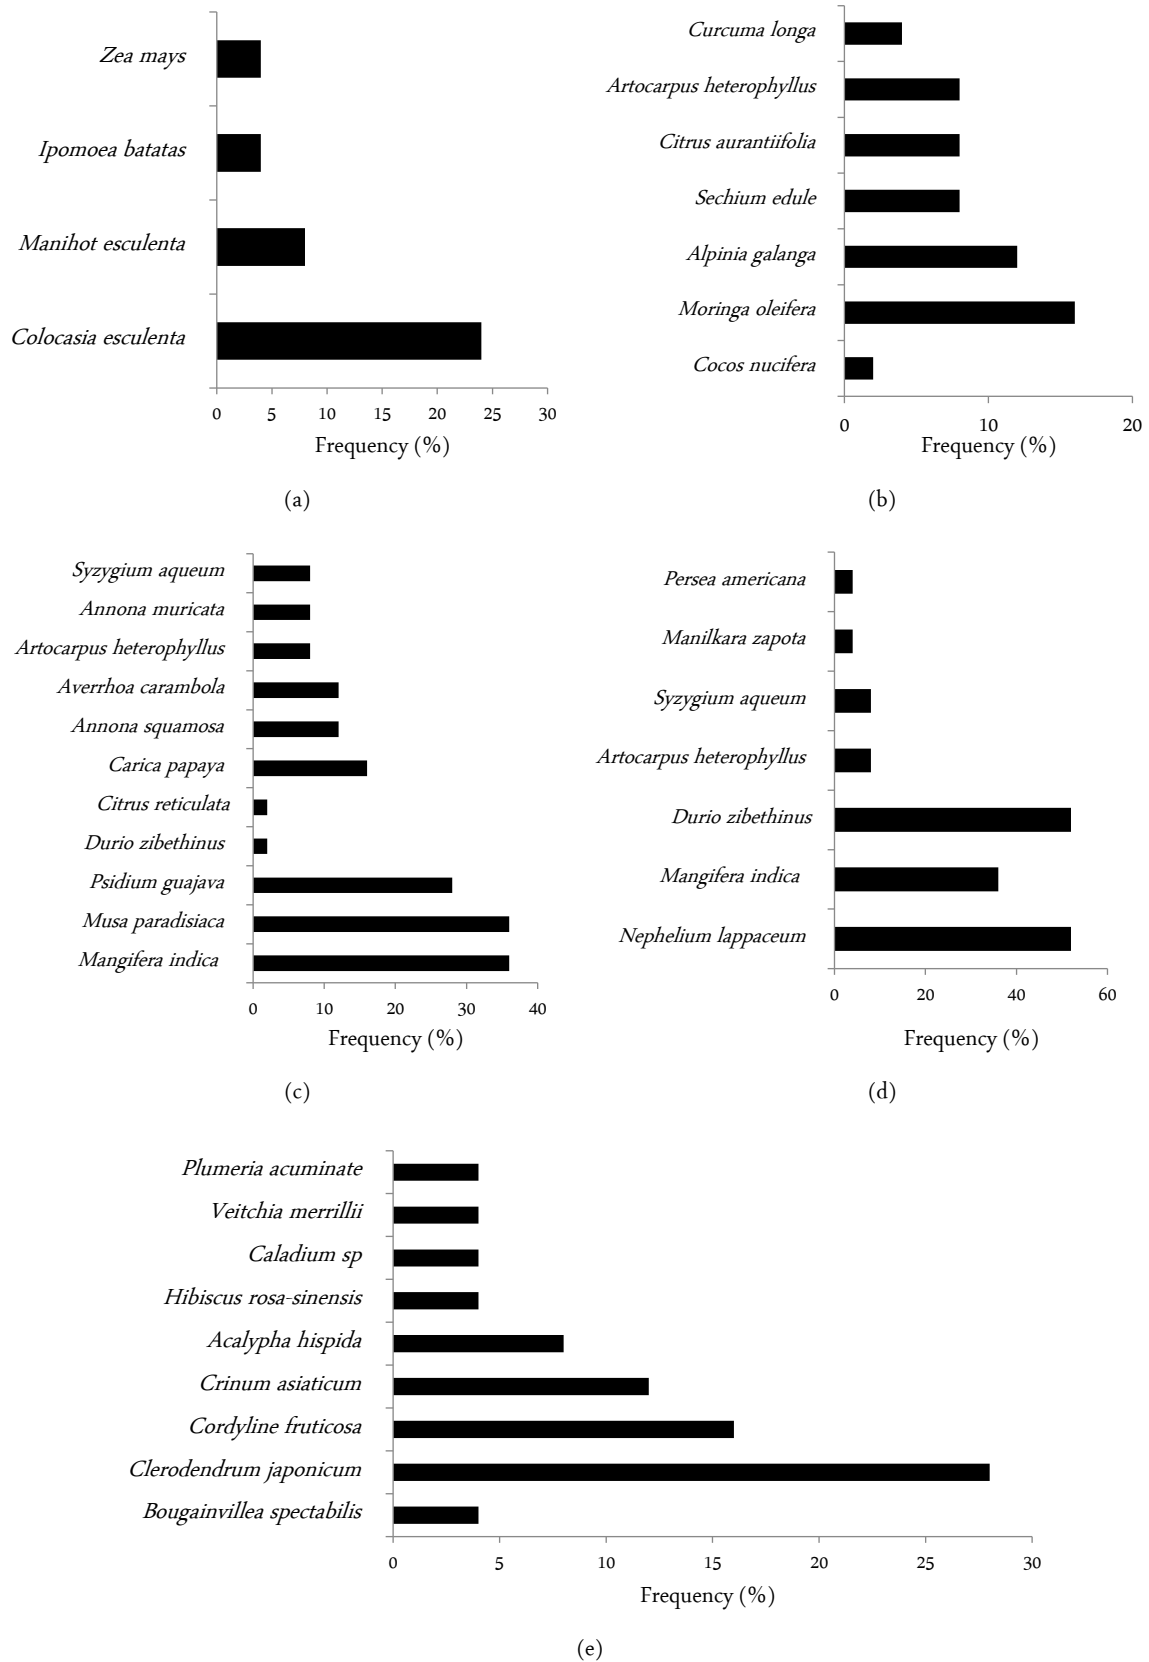 Zea mays
Ipomoea batatas
Manihot esculenta
Colocasia esculenta
0 5 10 15 20 25 30
Frequency (%)
(a)
Curcuma longa
Artocarpus heterophyllus
Citrus aurantiifolia
Sechium edule
Alpinia galanga
Moringa oleifera
Cocos nucifera
0 10 20
Frequency (%)
(b)
Syzygium aqueum
Annona muricata
Artocarpus heterophyllus
Averrhoa carambola
Annona squamosa
Carica papaya
Citrus reticulata
Durio zibethinus
Psidium guajava
Musa paradisiaca
Mangifera indica
0 10 20 30 40
Frequency (%)
(c)
Persea americana
Manilkara zapota
Syzygium aqueum
Artocarpus heterophyllus
Durio zibethinus
Mangifera indica
Nephelium lappaceum
0 20 40 60
Frequency (%)
(d)
Plumeria acuminate
Veitchia merrillii
Caladium sp
Hibiscus rosa-sinensis
Acalypha hispida
Crinum asiaticum
Cordyline fruticosa
Clerodendrum japonicum
Bougainvillea spectabilis
0 5 10 15 20 25 30
Frequency (%)
(e)